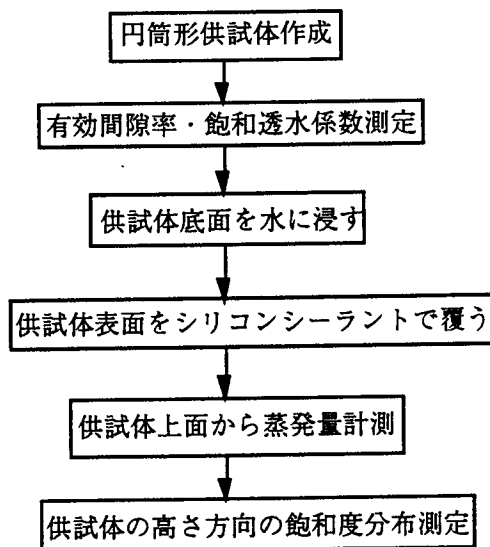 円筒形供試体作成
有効間隙率・飽和透水係数測定
供試体底面を水に浸す
供試体表面をシリコンシーラントで覆う
供試体上面から蒸発量計測
供試体の高さ方向の飽和度分布測定